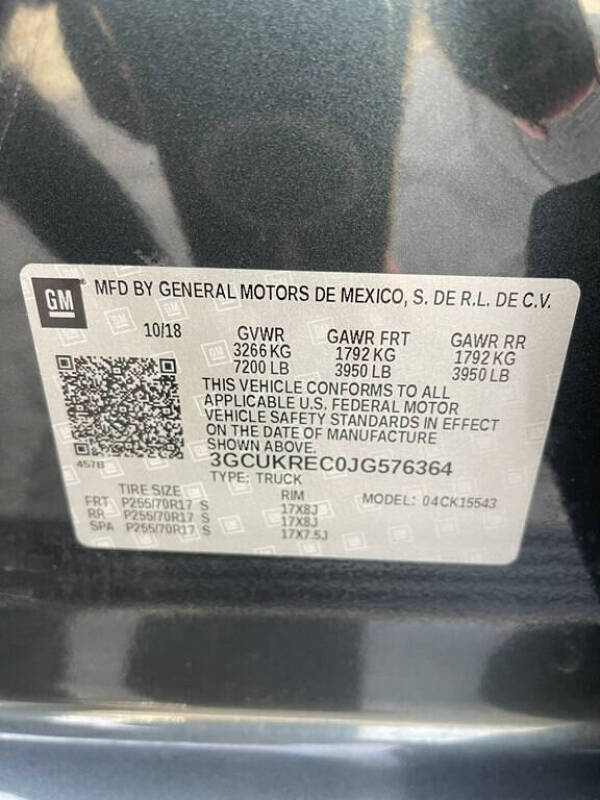 GM MFD BY GENERAL MOTORS DE MEXICO, S. DE R.L. DE C.V.
10/18 GVWR GAWR FRT GAWR RR
3266 KG 1792 KG 1792 KG
7200 LB 3950 LB 3950 LB
THIS VEHICLE CONFORMS TO ALL
APPLICABLE U.S. FEDERAL MOTOR
VEHICLE SAFETY STANDARDS IN EFFECT
ON THE DATE OF MANUFACTURE
SHOWN ABOVE.
457B 3GCUKREC0JG576364
TYPE: TRUCK
TIRE SIZE RIM MODEL: 04CK15543
FRT P255/70R17 S 17X8J
RR P255/70R17 S 17X8J
SPA P255/70R17 S 17X7.5J